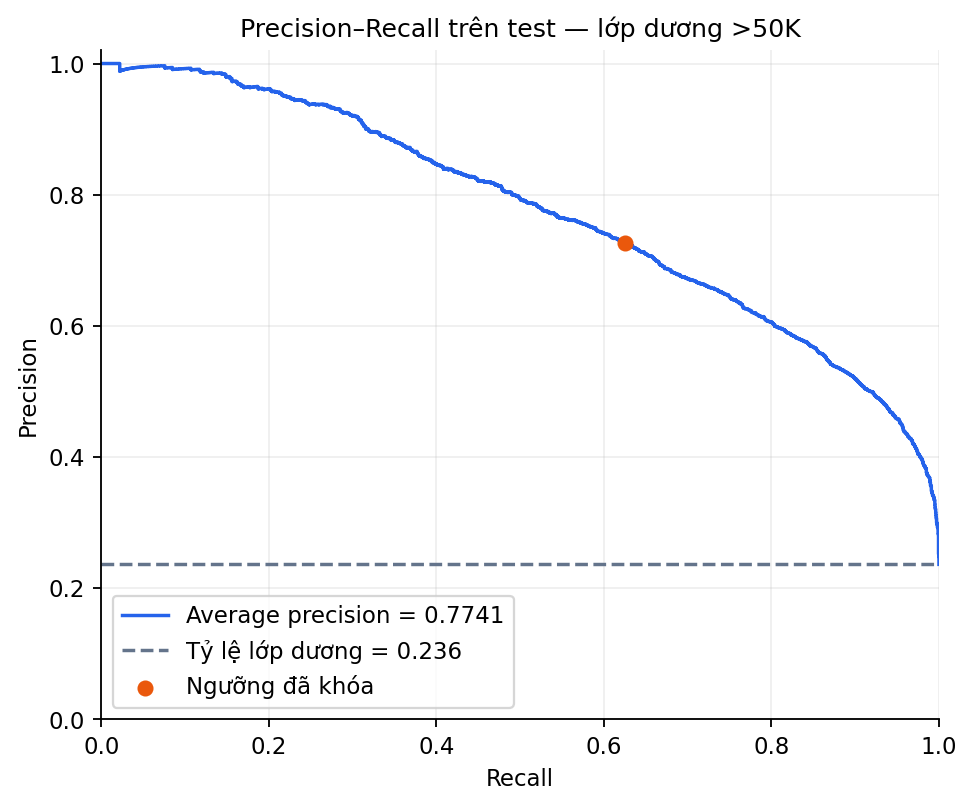 Precision–Recall trên test — lớp dương >50K
1.0
0.8
0.6
0.4
0.2
0.0
Precision
Average precision = 0.7741
Tỷ lệ lớp dương = 0.236
Ngưỡng đã khóa
0.0 0.2 0.4 0.6 0.8 1.0
Recall